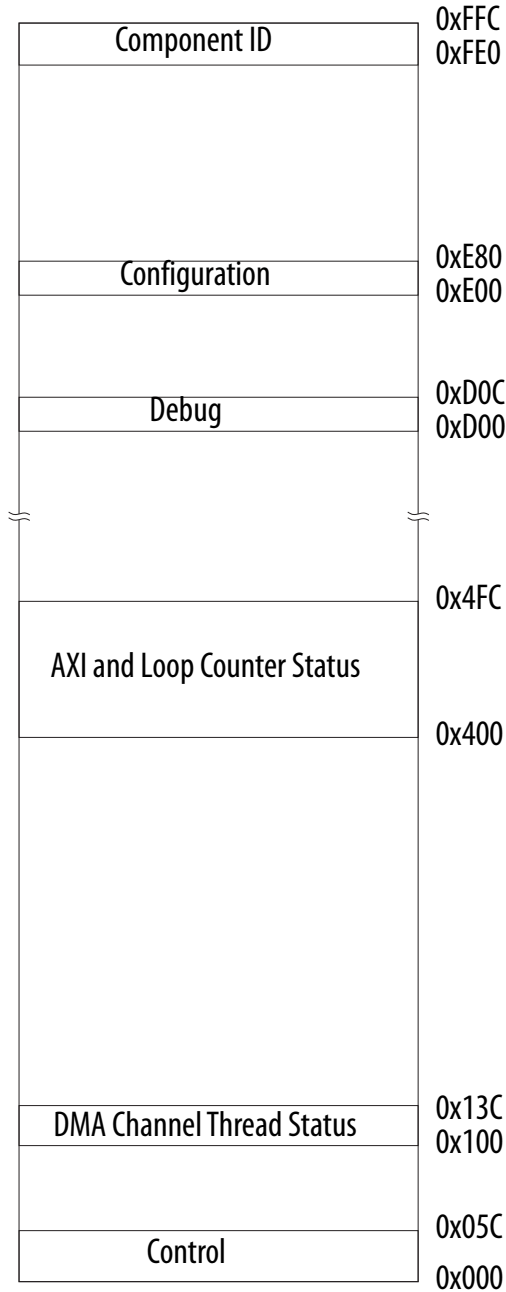 0xFFC
Component ID
0xFE0
0xE80
Configuration
0xE00
0xD0C
Debug
0xD00
0x4FC
AXI and Loop Counter Status
0x400
0x13C
DMA Channel Thread Status
0x100
0x05C
Control
0x000